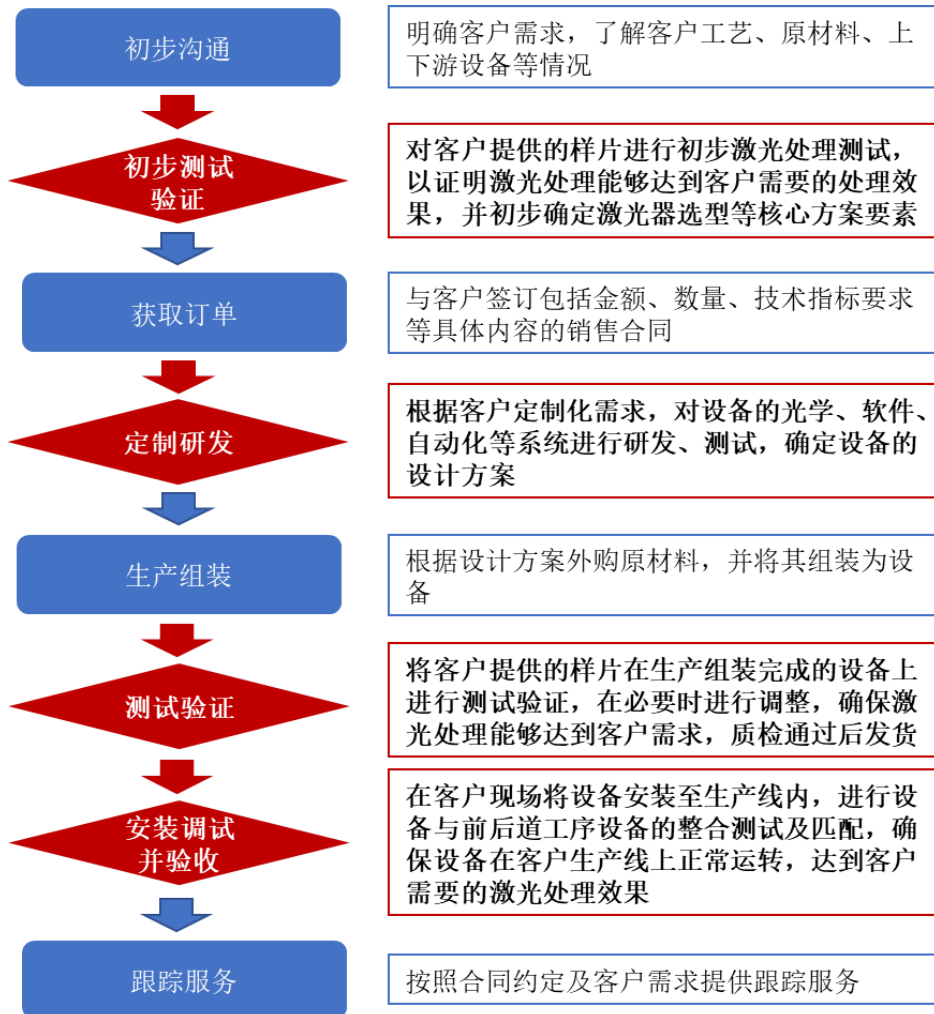 初步沟通
明确客户需求，了解客户工艺、原材料、上
下游设备等情况
初步测试
验证
对客户提供的样片进行初步激光处理测试，
以证明激光处理能够达到客户需要的处理效
果，并初步确定激光器选型等核心方案要素
获取订单
与客户签订包括金额、数量、技术指标要求
等具体内容的销售合同
定制研发
根据客户定制化需求，对设备的光学、软件、
自动化等系统进行研发、测试，确定设备的
设计方案
生产组装
根据设计方案外购原材料，并将其组装为设
备
测试验证
将客户提供的样片在生产组装完成的设备上
进行测试验证，在必要时进行调整，确保激
光处理能够达到客户需求，质检通过后发货
安装调试
并验收
在客户现场将设备安装至生产线内，进行设
备与前后道工序设备的整合测试及匹配，确
保设备在客户生产线上正常运转，达到客户
需要的激光处理效果
跟踪服务
按照合同约定及客户需求提供跟踪服务